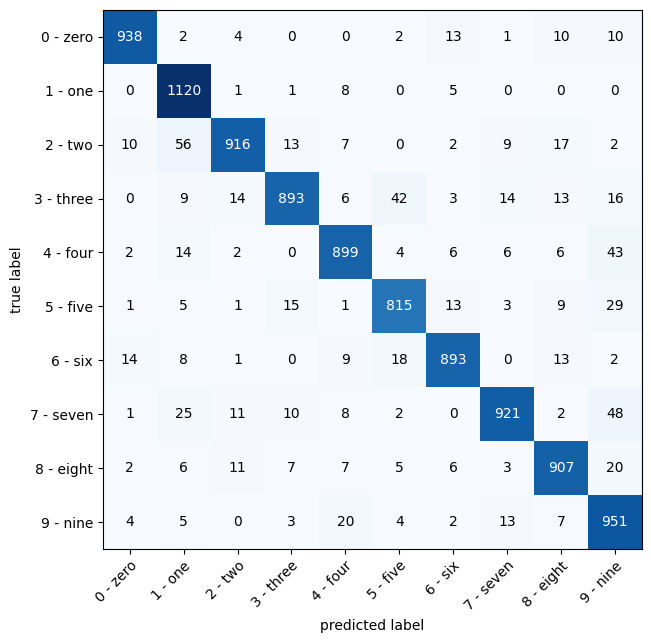 0 - zero 938 2 4 0 0 2 13 1 10 10
1 - one 0 1120 1 1 8 0 5 0 0 0
2 - two 10 56 916 13 7 0 2 9 17 2
3 - three 0 9 14 893 6 42 3 14 13 16
4 - four 2 14 2 0 899 4 6 6 6 43
5 - five 1 5 1 15 1 815 13 3 9 29
6 - six 14 8 1 0 9 18 893 0 13 2
7 - seven 1 25 11 10 8 2 0 921 2 48
8 - eight 2 6 11 7 7 5 6 3 907 20
9 - nine 4 5 0 3 20 4 2 13 7 951
true label
0 - zero 1 - one 2 - two 3 - three 4 - four 5 - five 6 - six 7 - seven 8 - eight 9 - nine
predicted label